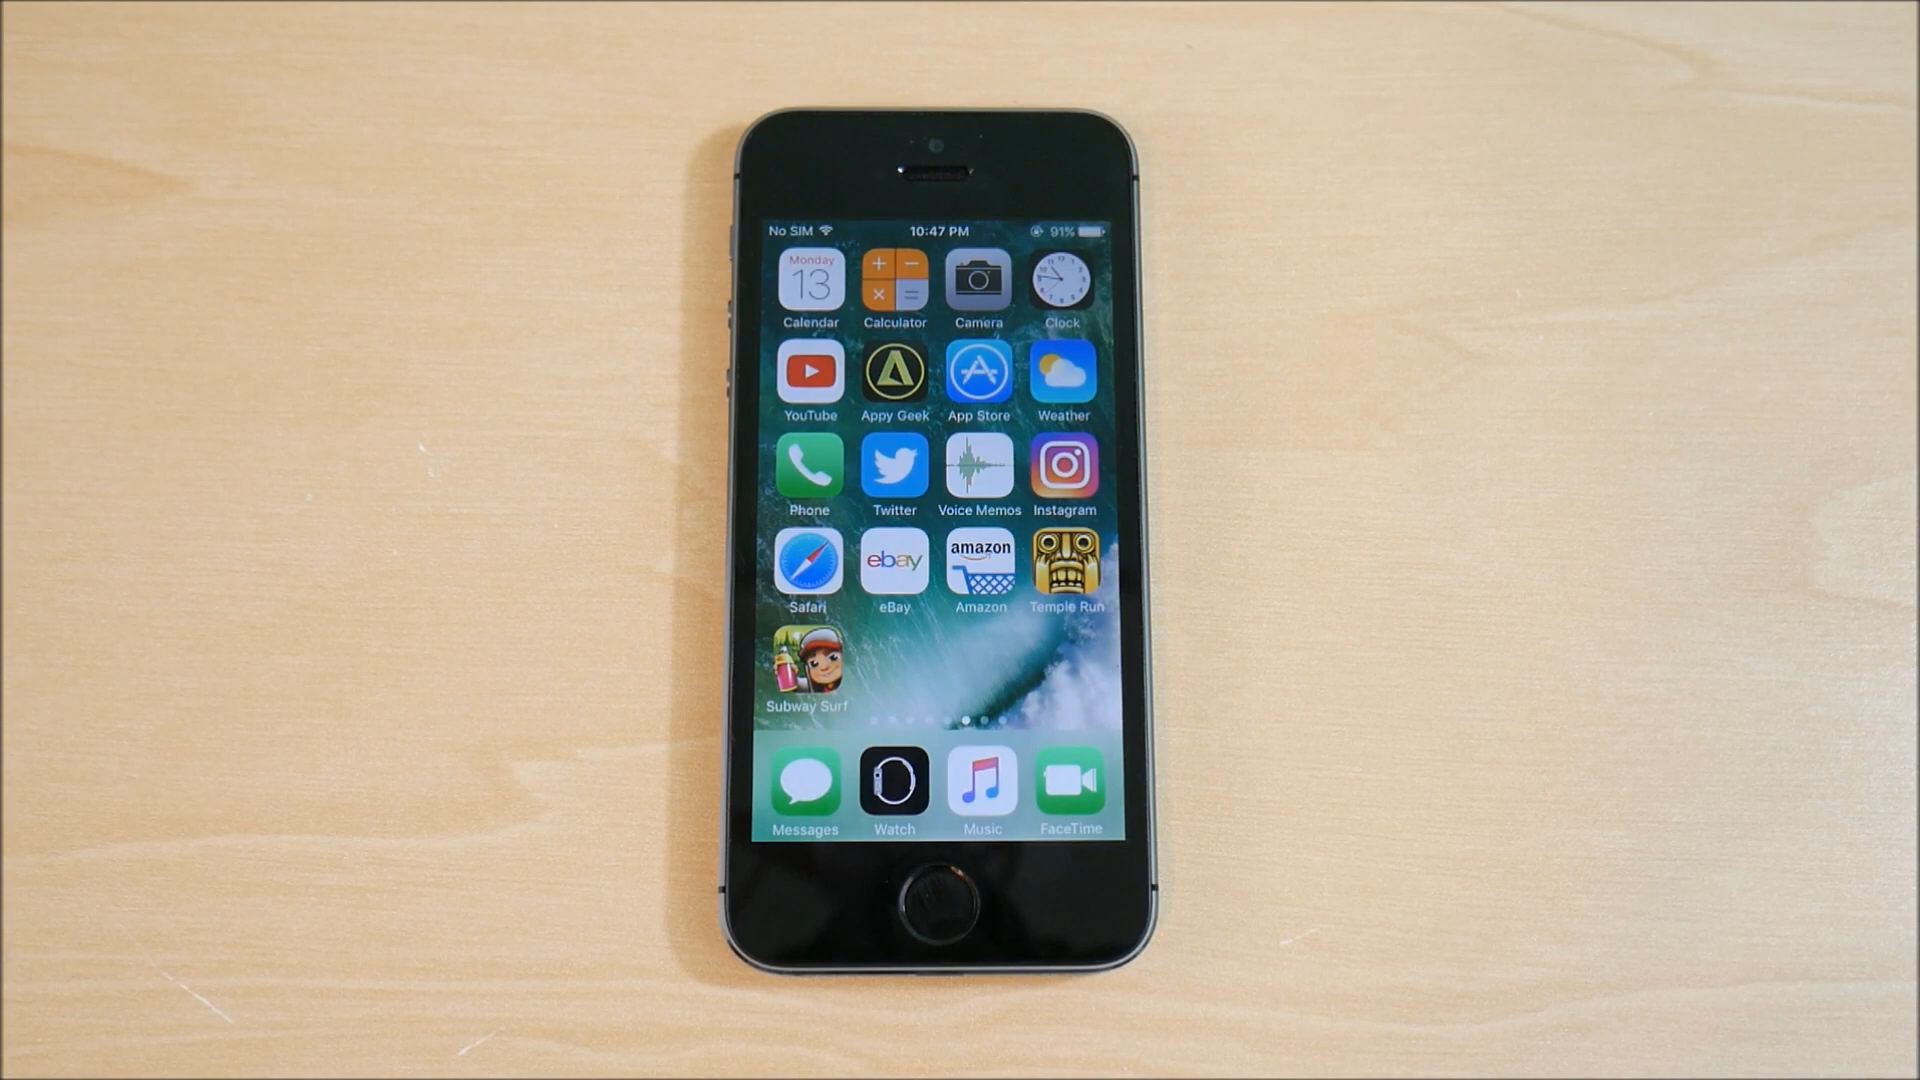 No SIM 10:47 PM 91%
Monday
13
Calendar Calculator Camera Clock
YouTube Appy Geek App Store Weather
Phone Twitter Voice Memos Instagram
ebay amazon
Safari eBay Amazon Temple Run
Subway Surf
Messages Watch Music FaceTime